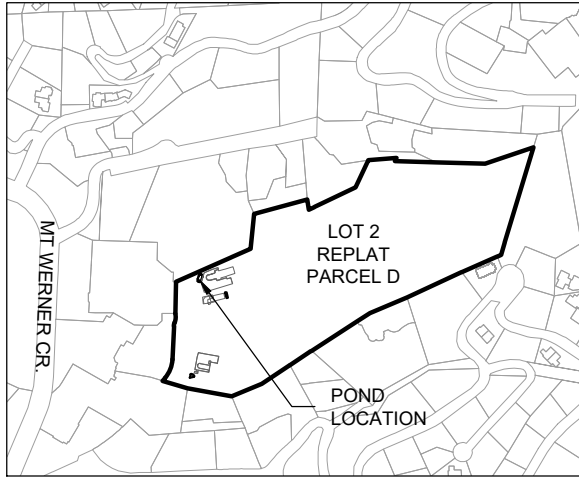 LOT 2
REPLAT
PARCEL D
MT WERNER CR.
POND
LOCATION